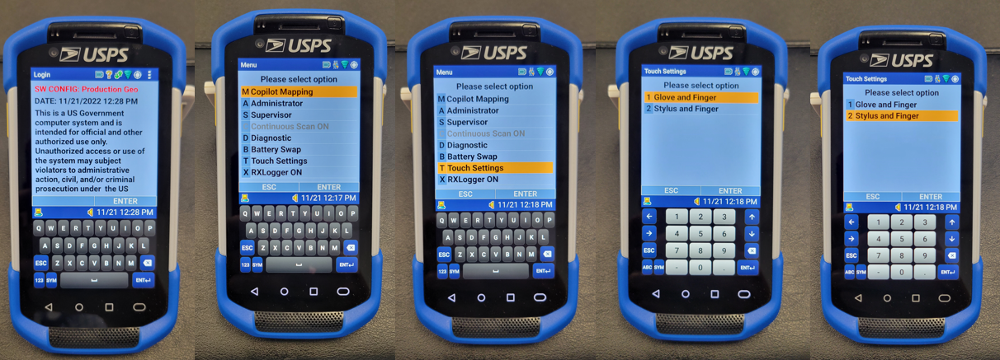 USPS
Login
SW CONFIG: Production Geo
DATE: 11/21/2022 12:28 PM
This is a US Government
computer system and is
intended for official and other
authorized use only.
Unauthorized access or use of
the system may subject
violators to administrative
action, civil, and/or criminal
prosecution under the US
ENTER
11/21 12:28 PM
Q W E R T Y U I O P
A S D F G H J K L
ESC Z X C V B N M
123 SYM ENT
USPS
Menu
Please select option
M Copilot Mapping
A Administrator
S Supervisor
Continuous Scan ON
D Diagnostic
B Battery Swap
T Touch Settings
X RXLogger ON
ESC ENTER
11/21 12:17 PM
Q W E R T Y U I O P
A S D F G H J K L
ESC Z X C V B N M
123 SYM ENT
USPS
Menu
Please select option
M Copilot Mapping
A Administrator
S Supervisor
Continuous Scan ON
D Diagnostic
B Battery Swap
T Touch Settings
X RXLogger ON
ESC ENTER
11/21 12:18 PM
Q W E R T Y U I O P
A S D F G H J K L
ESC Z X C V B N M
123 SYM ENT
USPS
Touch Settings
Please select option
1 Glove and Finger
2 Stylus and Finger
ESC ENTER
11/21 12:18 PM
1 2 3
4 5 6
ESC 7 8 9
ABC SYM - 0 . ENT
USPS
Touch Settings
Please select option
1 Glove and Finger
2 Stylus and Finger
ESC ENTER
11/21 12:18 PM
1 2 3
4 5 6
ESC 7 8 9
ABC SYM - 0 . ENT